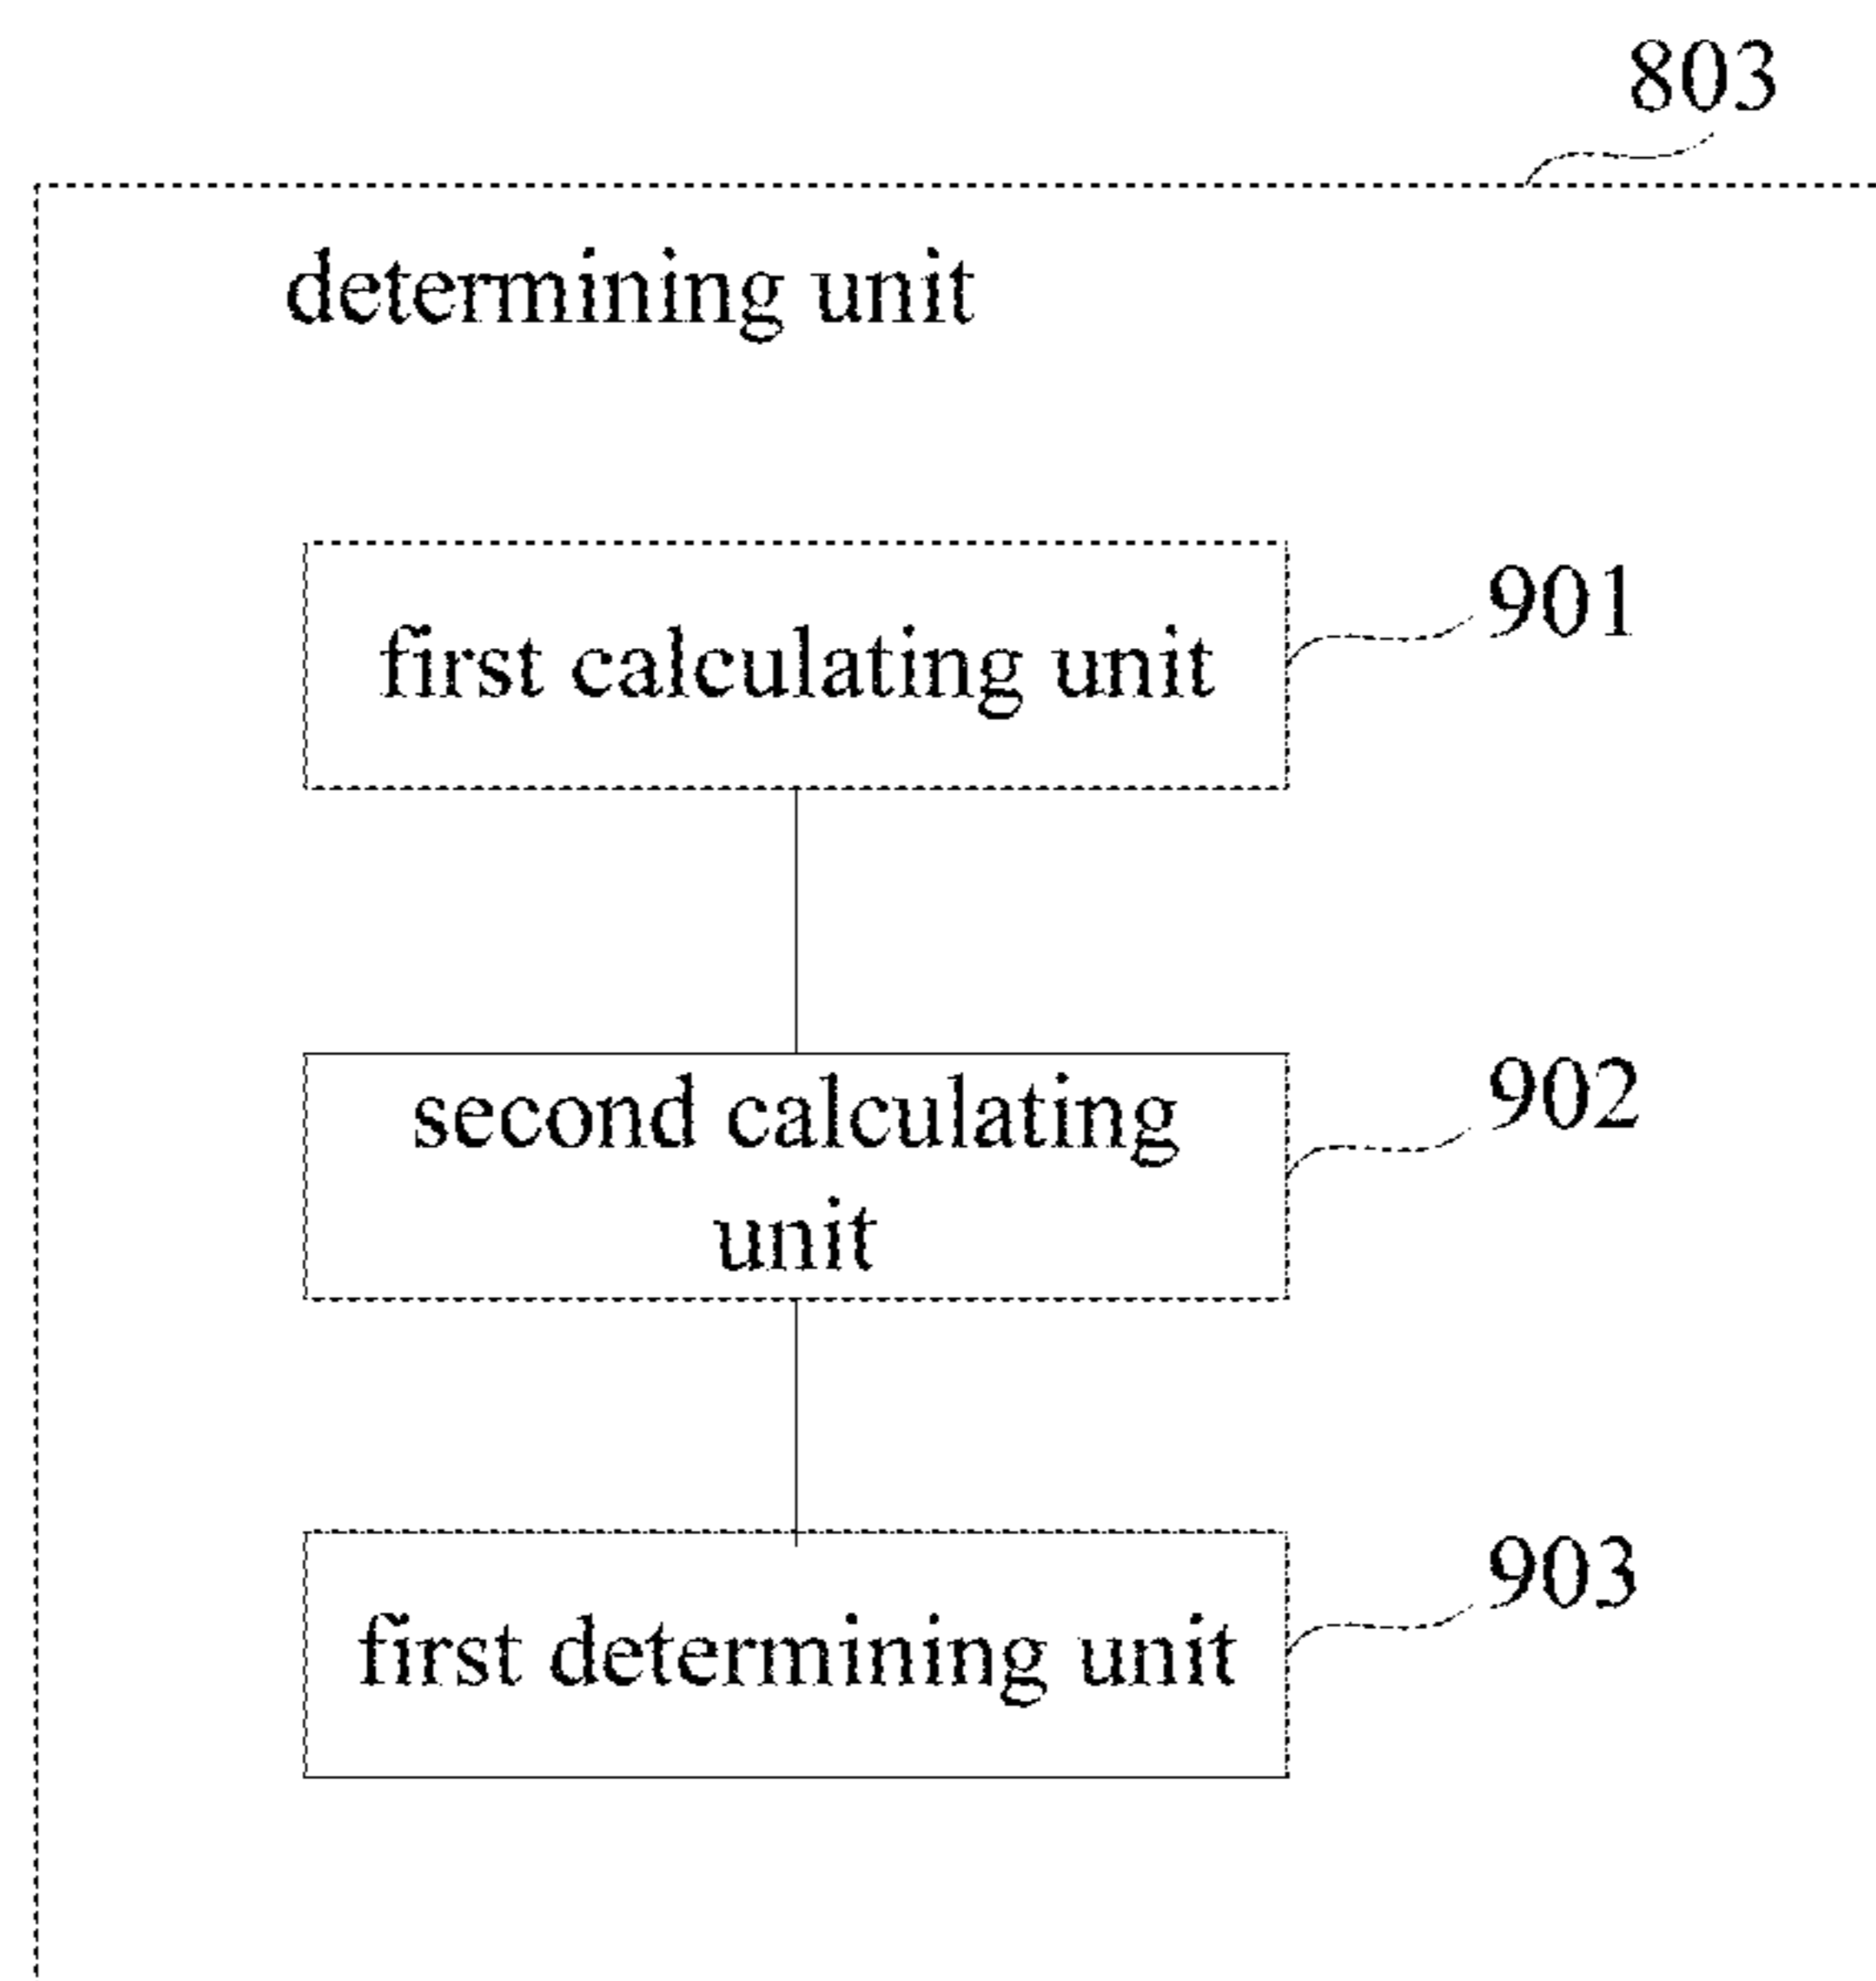 803
determining unit
first calculating unit
901
second calculating
unit
902
first determining unit
903